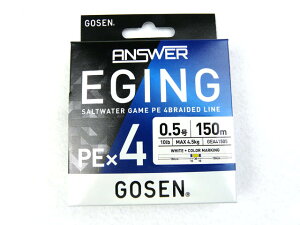 GOSEN®
ANSWER
EGING
SALTWATER GAME PE 4BRAIDED LINE
PE×4
0.5号 150m
10lb MAX 4.5kg GEA41505
WHITE + COLOR MARKING
GOSEN®